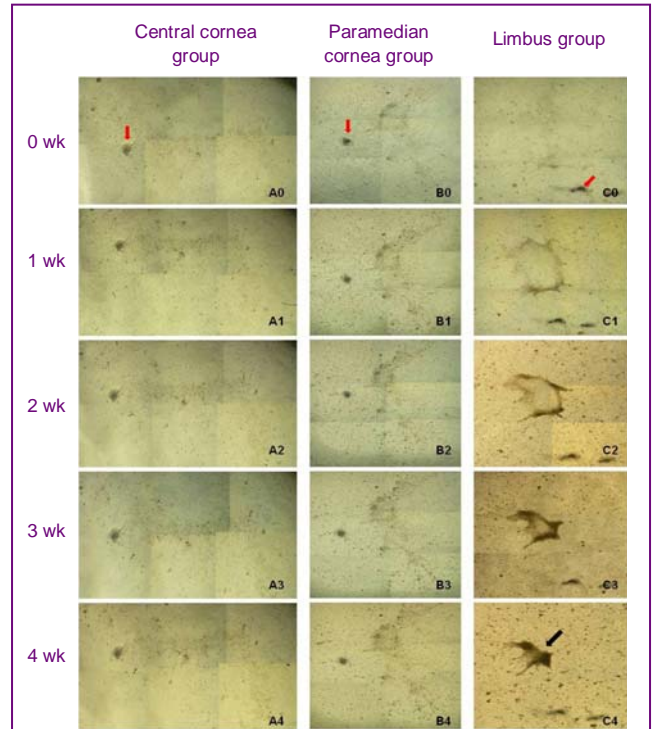 Central cornea
group
Paramedian
cornea group
Limbus group
0 wk
A0
B0
C0
1 wk
A1
B1
C1
2 wk
A2
B2
C2
3 wk
A3
B3
C3
4 wk
A4
B4
C4